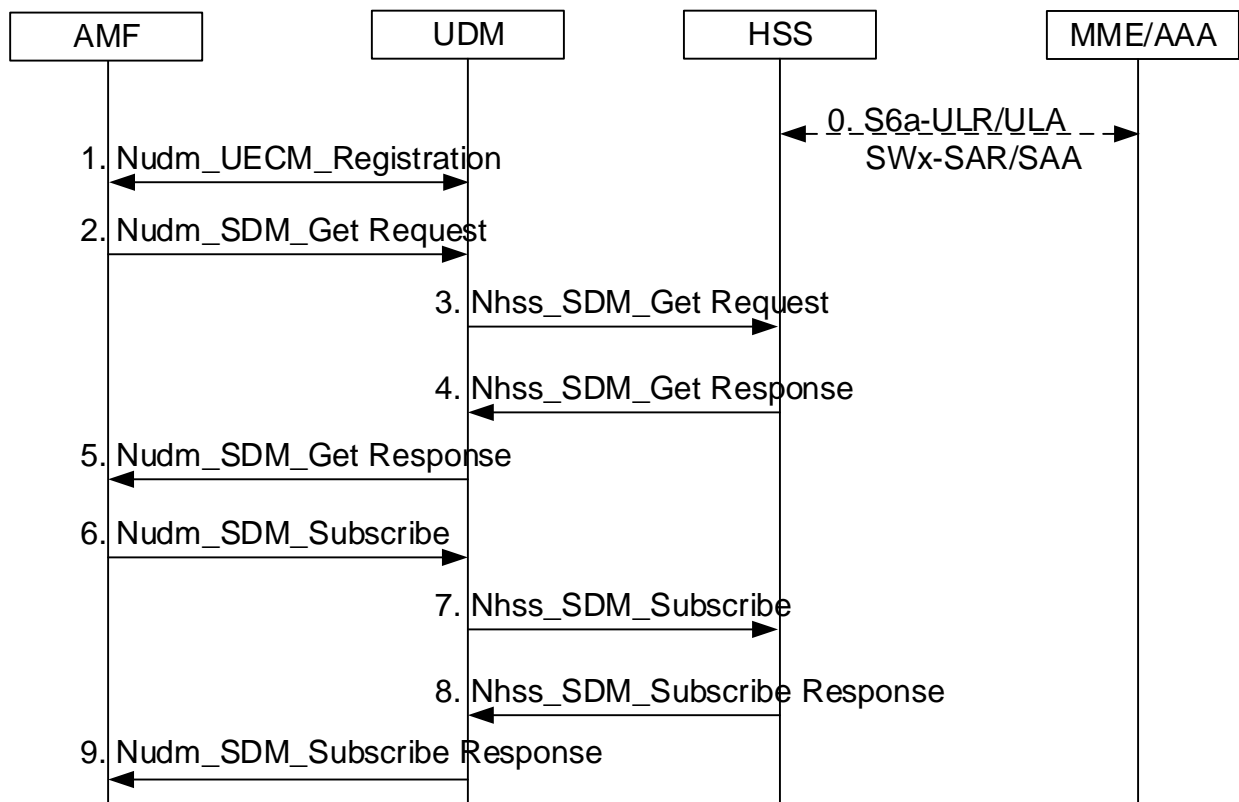 AMF
UDM
HSS
MME/AAA
0. S6a-ULR/ULA
SWx-SAR/SAA
1. Nudm_UECM_Registration
2. Nudm_SDM_Get Request
3. Nhss_SDM_Get Request
4. Nhss_SDM_Get Response
5. Nudm_SDM_Get Response
6. Nudm_SDM_Subscribe
7. Nhss_SDM_Subscribe
8. Nhss_SDM_Subscribe Response
9. Nudm_SDM_Subscribe Response